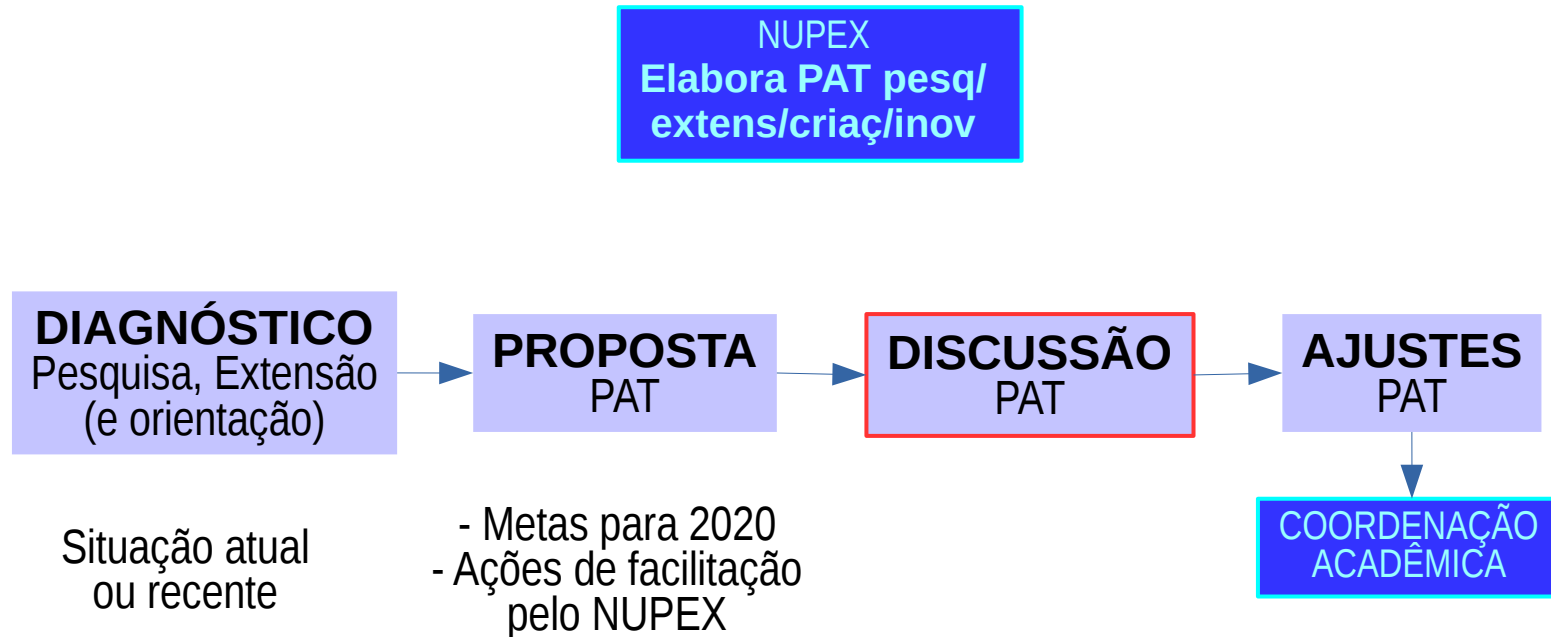 NUPEX
Elabora PAT pesq/
extens/criaç/inov
DIAGNÓSTICO
Pesquisa, Extensão
(e orientação)
PROPOSTA
PAT
DISCUSSÃO
PAT
AJUSTES
PAT
Situação atual
ou recente
- Metas para 2020
- Ações de facilitação
pelo NUPEX
COORDENAÇÃO
ACADÊMICA